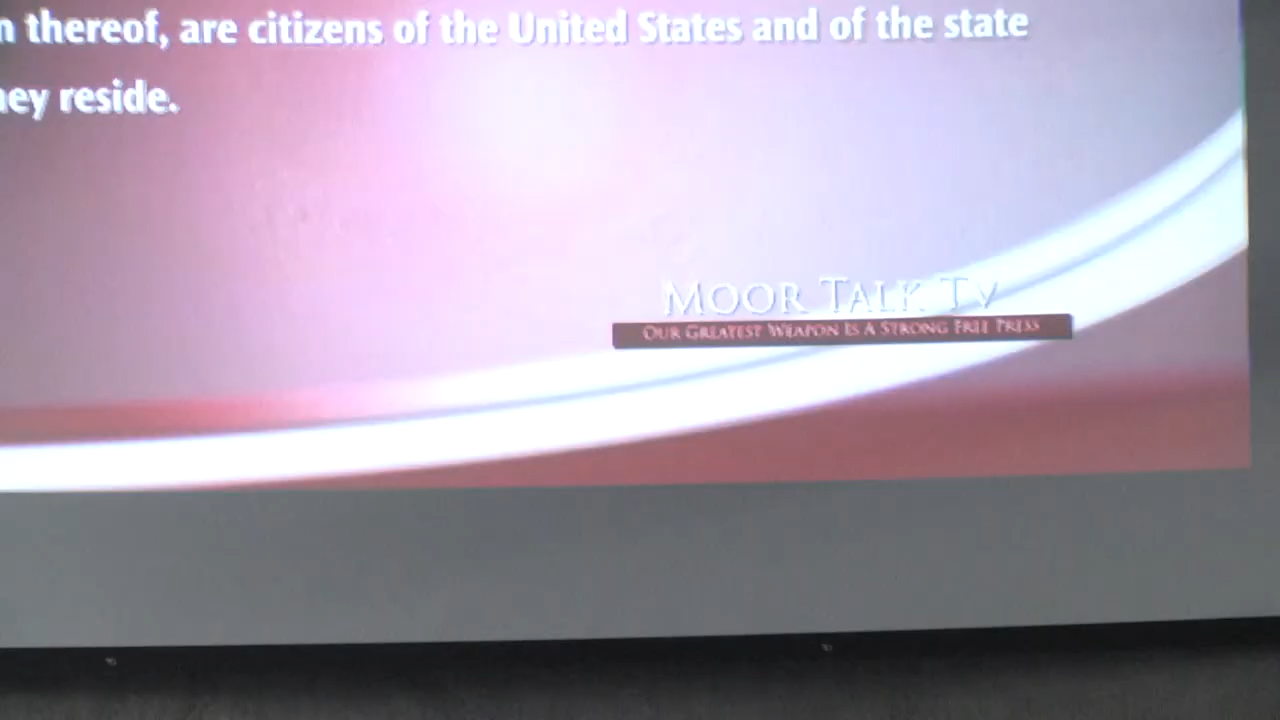 thereof, are citizens of the United States and of the state
reside.
MOOR TALK TV
OUR GREATEST WEAPON IS A STRONG FREE PRESS